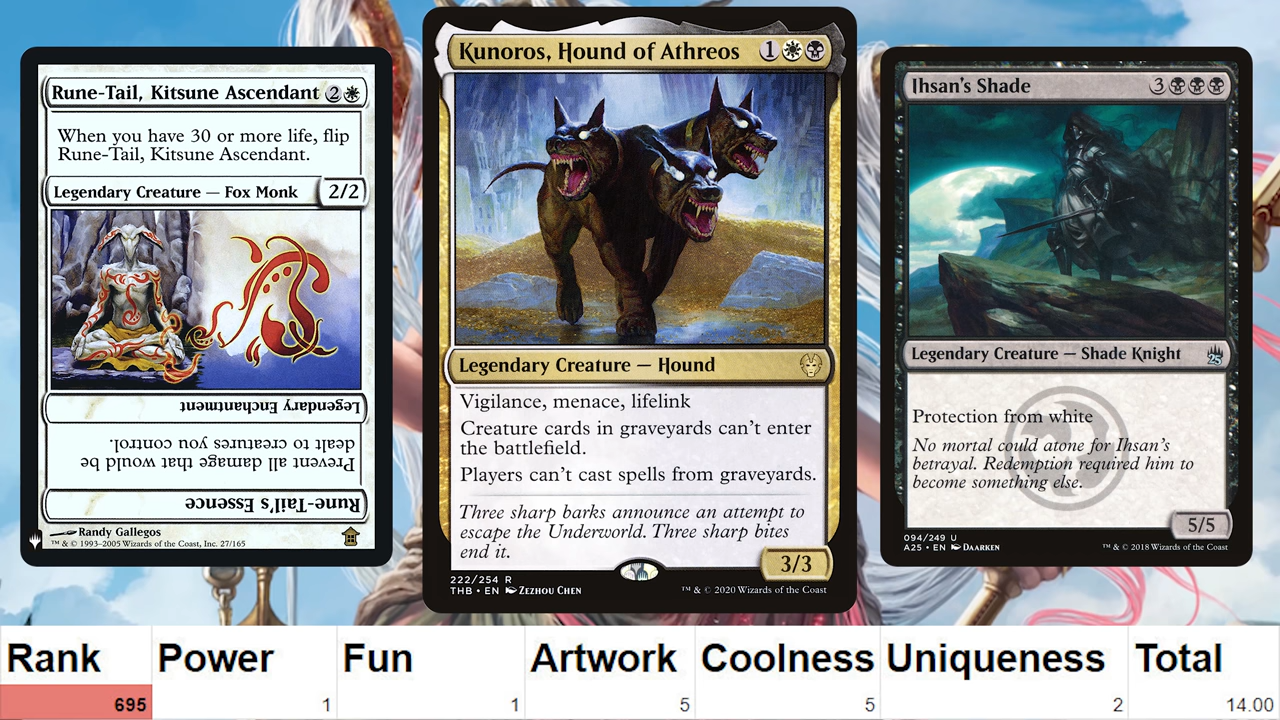 Rune-Tail, Kitsune Ascendant 2
When you have 30 or more life, flip
Rune-Tail, Kitsune Ascendant.
Legendary Creature — Fox Monk 2/2
Legendary Enchantment
Prevent all damage that would be
dealt to creatures you control.
Rune-Tail's Essence
Randy Gallegos
™ & © 1993–2005 Wizards of the Coast, Inc. 27/165
Kunoros, Hound of Athreos 1
Legendary Creature — Hound
Vigilance, menace, lifelink
Creature cards in graveyards can't enter
the battlefield.
Players can't cast spells from graveyards.
Three sharp barks announce an attempt to
escape the Underworld. Three sharp bites
end it.
3/3
222/254 R
THB • EN Zezhou Chen
™ & © 2020 Wizards of the Coast
Ihsan's Shade 3
Legendary Creature — Shade Knight
25
Protection from white
No mortal could atone for Ihsan's
betrayal. Redemption required him to
become something else.
5/5
094/249 U
A25 • EN Daarken
™ & © 2018 Wizards of the Coast
Rank Power Fun Artwork Coolness Uniqueness Total
695 1 1 5 5 2 14.00